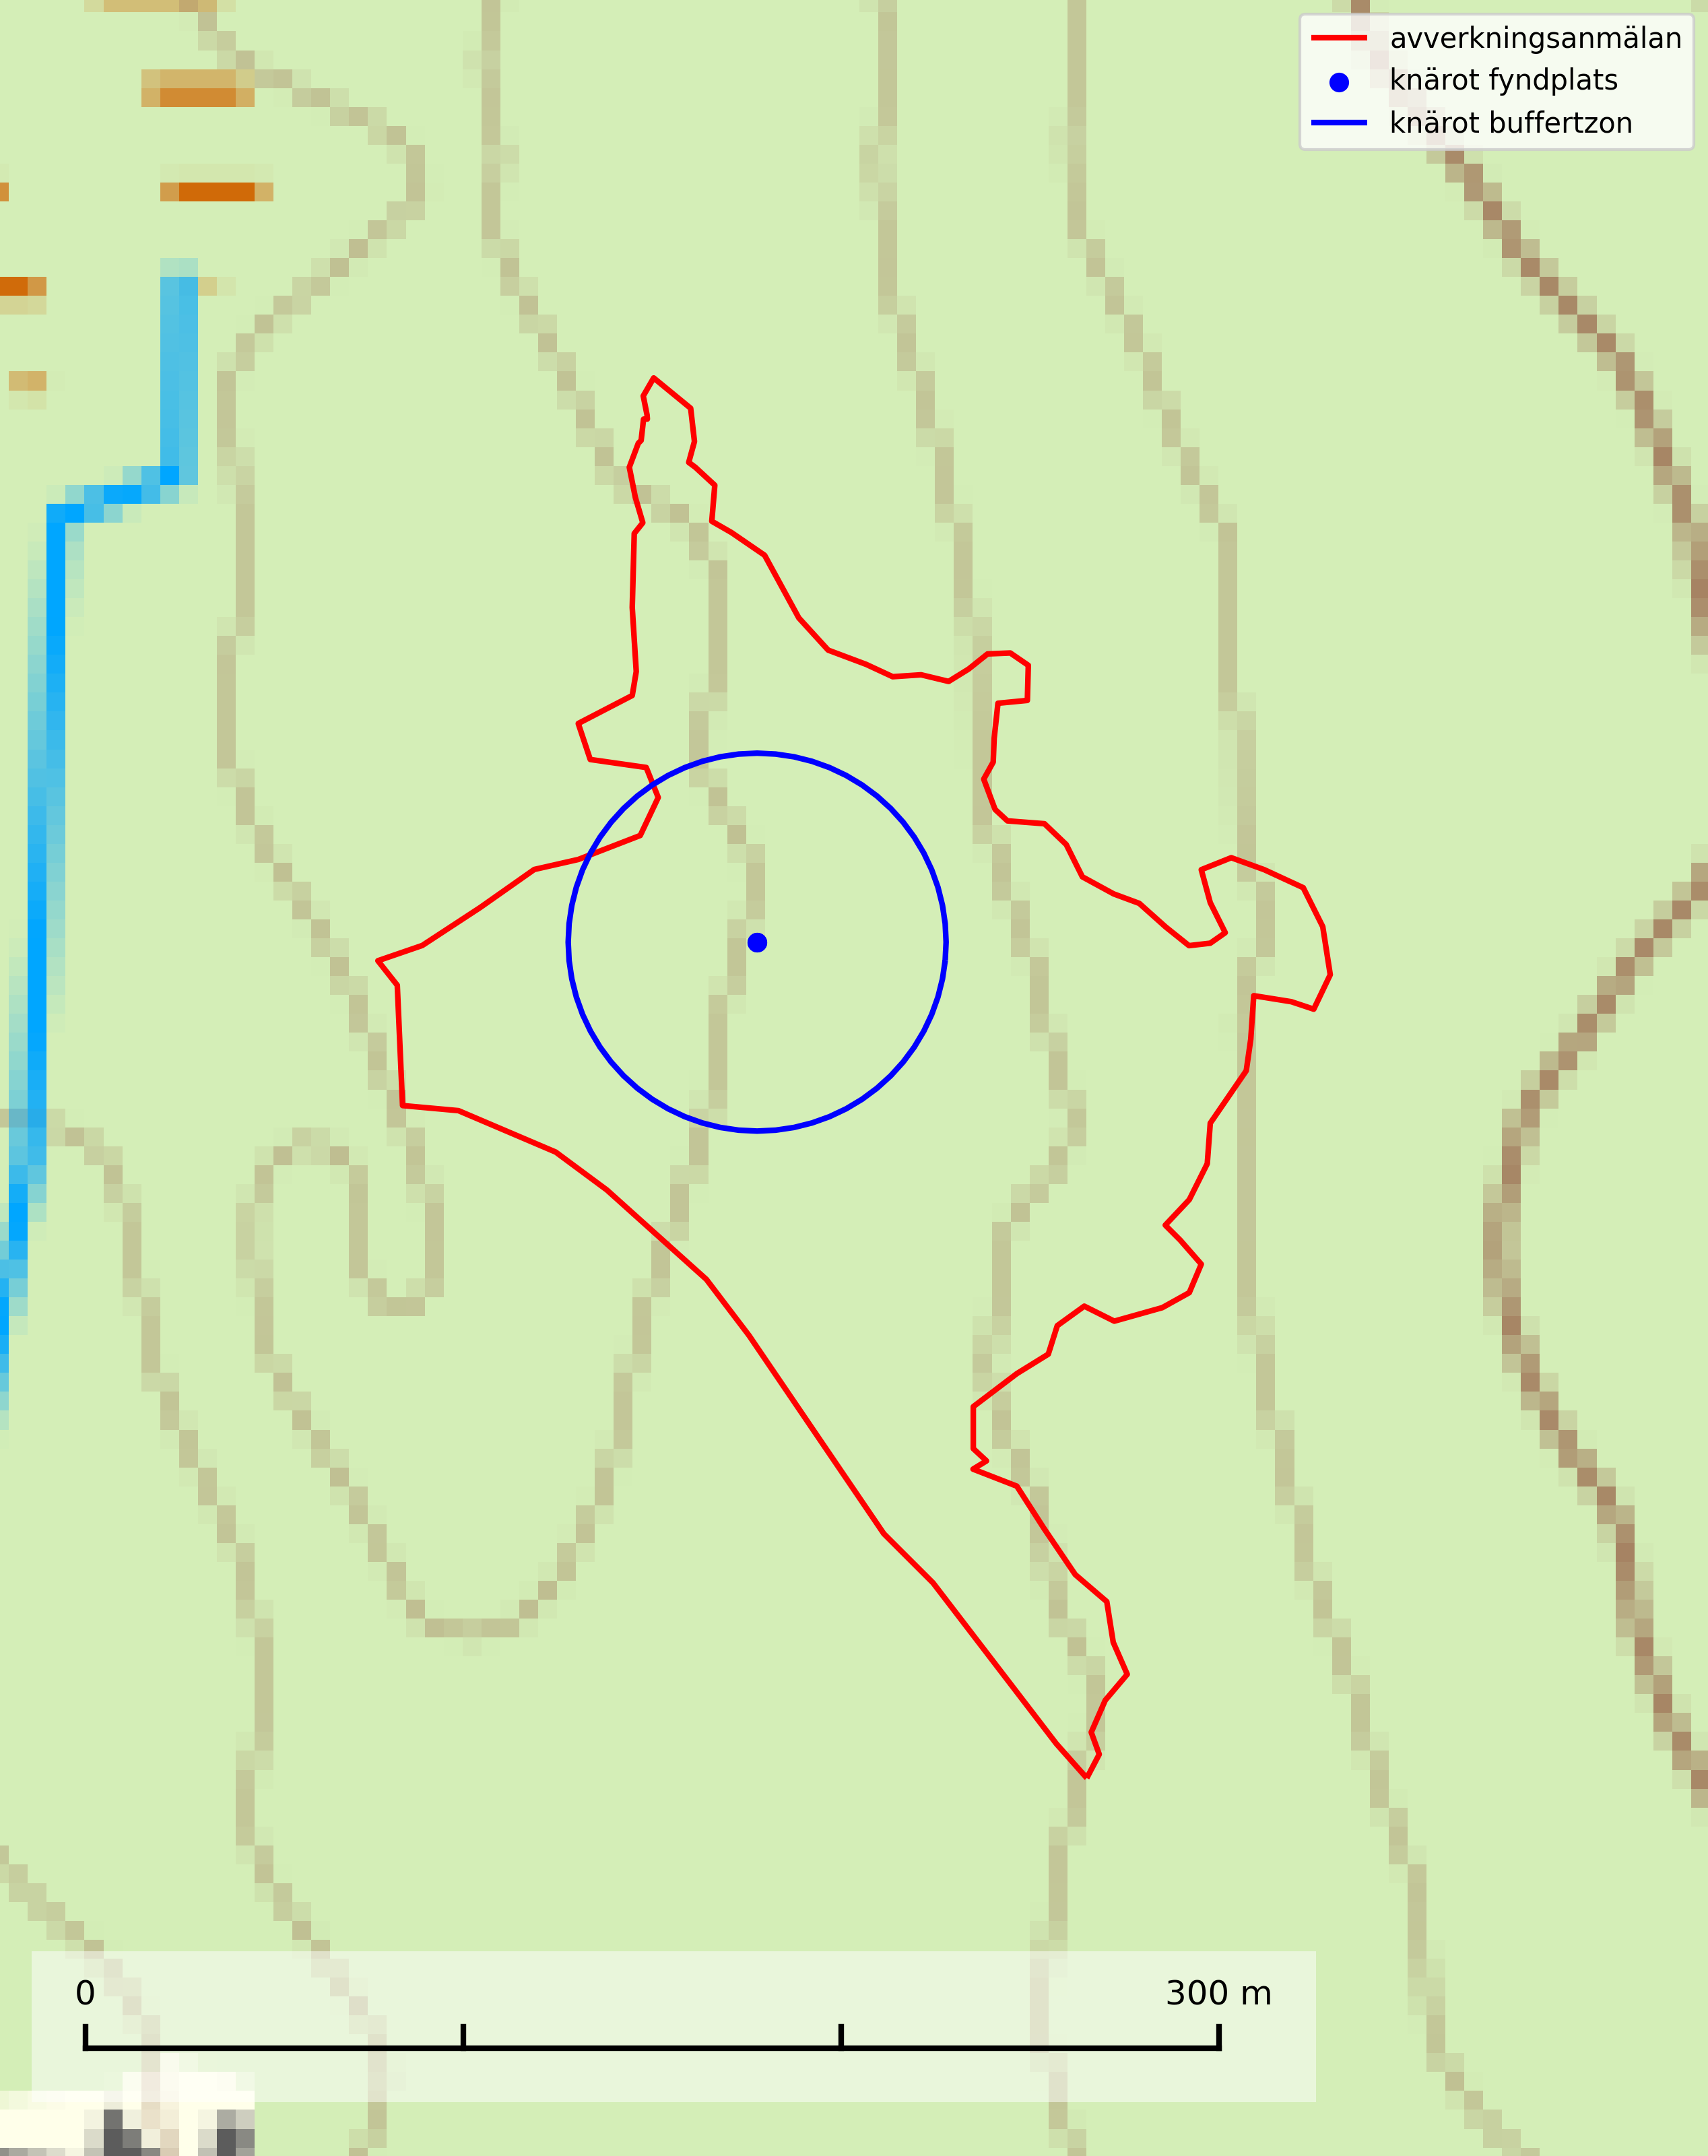 avverkningsanmälan
knärot fyndplats
knärot buffertzon
0
300 m